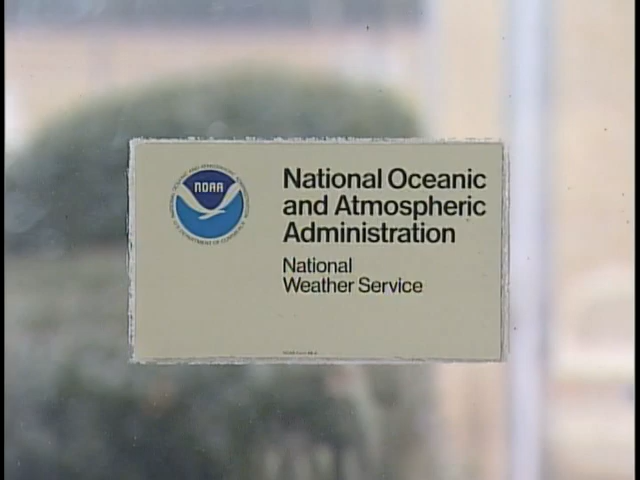 NOAA
National Oceanic
and Atmospheric
Administration
National
Weather Service